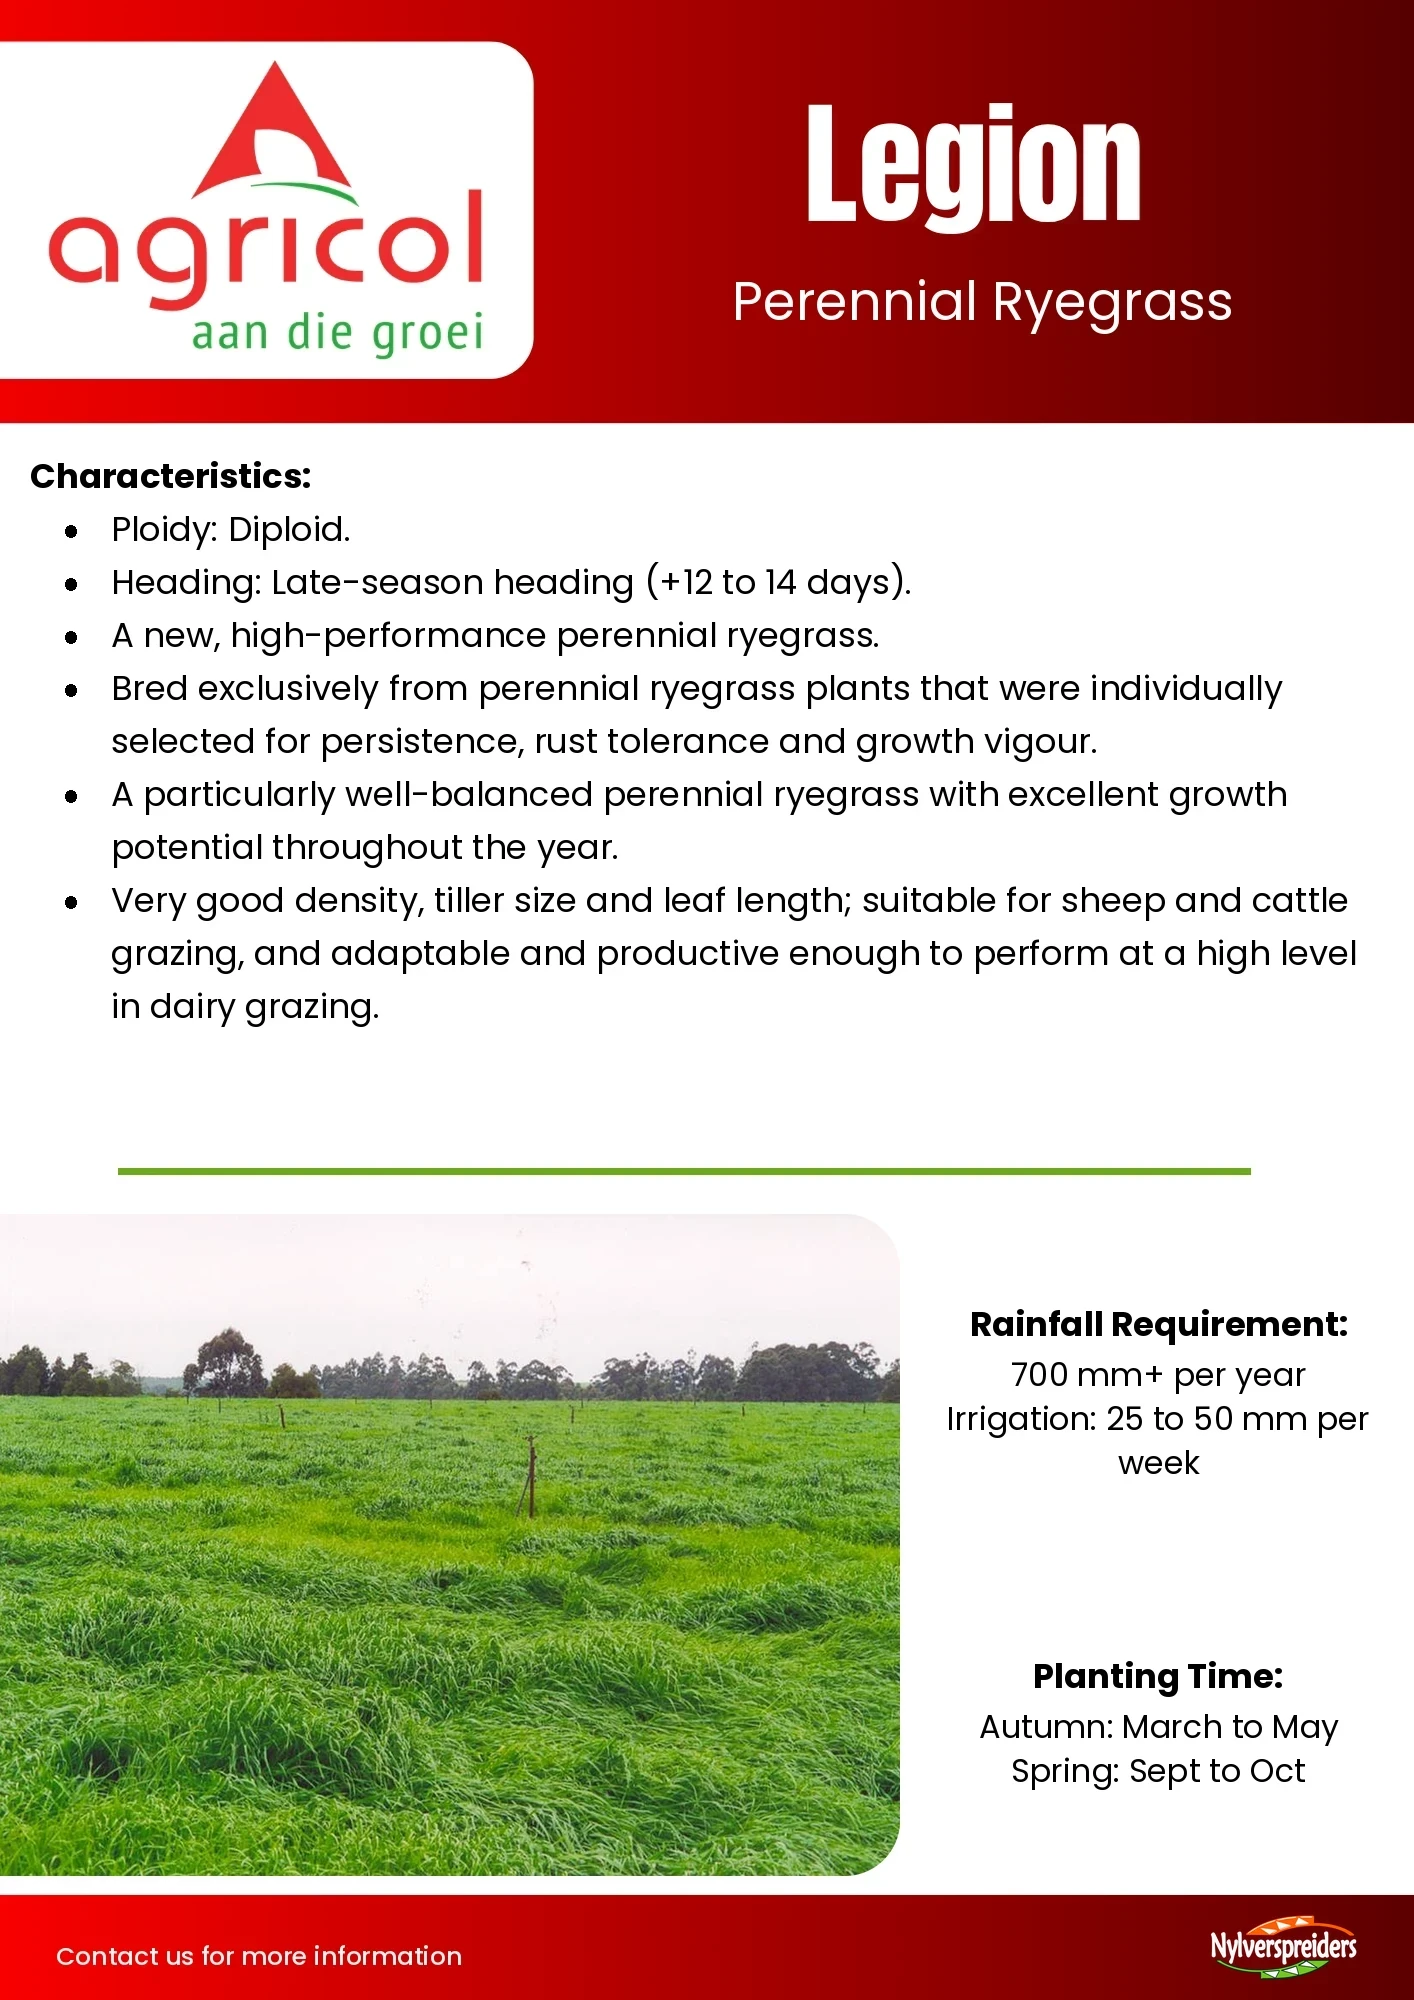 agricol
aan die groei
Legion
Perennial Ryegrass
Characteristics:
• Ploidy: Diploid.
• Heading: Late-season heading (+12 to 14 days).
• A new, high-performance perennial ryegrass.
• Bred exclusively from perennial ryegrass plants that were individually
selected for persistence, rust tolerance and growth vigour.
• A particularly well-balanced perennial ryegrass with excellent growth
potential throughout the year.
• Very good density, tiller size and leaf length; suitable for sheep and cattle
grazing, and adaptable and productive enough to perform at a high level
in dairy grazing.
Rainfall Requirement:
700 mm+ per year
Irrigation: 25 to 50 mm per
week
Planting Time:
Autumn: March to May
Spring: Sept to Oct
Contact us for more information
Nylverspreiders